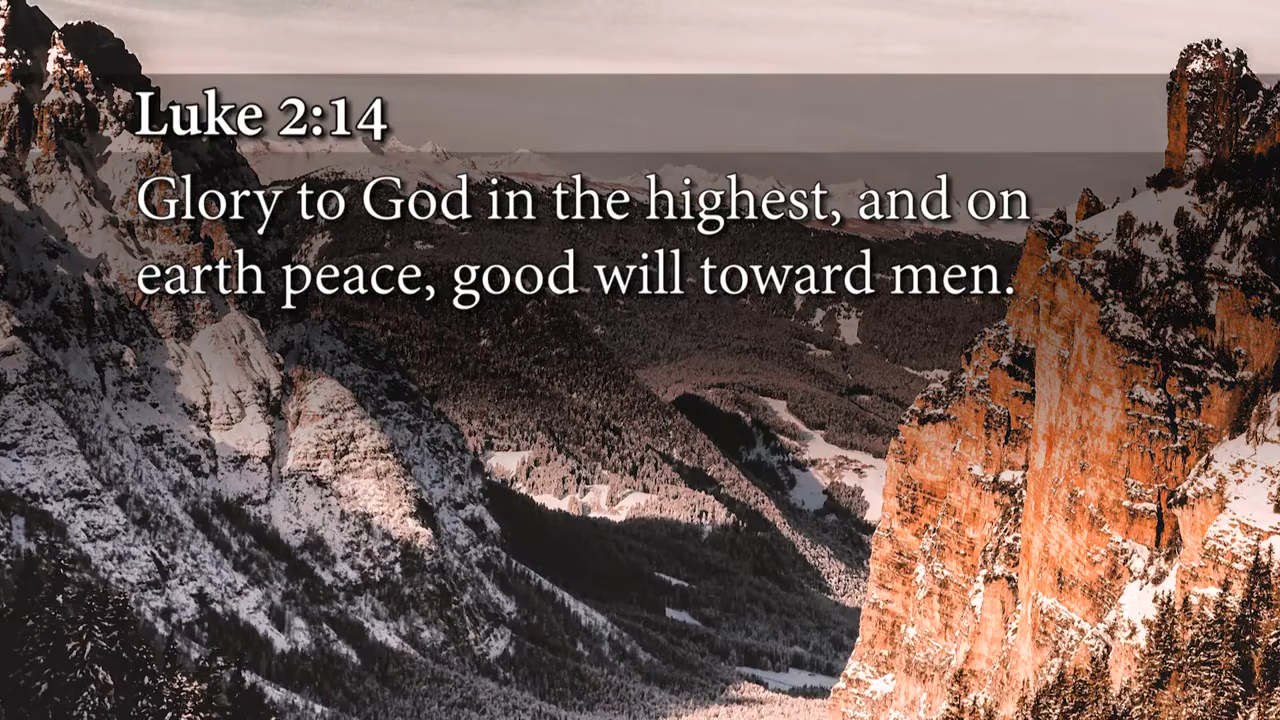 Luke 2:14
Glory to God in the highest, and on
earth peace, good will toward men.